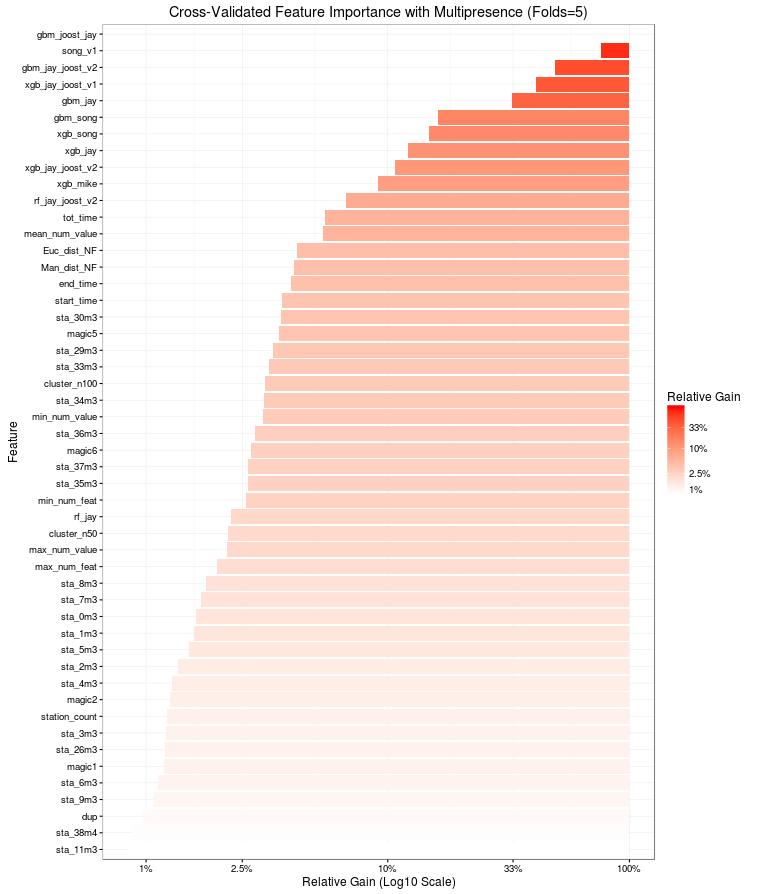 Cross-Validated Feature Importance with Multipresence (Folds=5)
gbm_joost_jay
song_v1
gbm_jay_joost_v2
xgb_jay_joost_v1
gbm_jay
gbm_song
xgb_song
xgb_jay
xgb_jay_joost_v2
xgb_mike
rf_jay_joost_v2
tot_time
mean_num_value
Euc_dist_NF
Man_dist_NF
end_time
start_time
sta_30m3
magic5
sta_29m3
sta_33m3
cluster_n100
sta_34m3
min_num_value
sta_36m3
magic6
sta_37m3
sta_35m3
min_num_feat
rf_jay
cluster_n50
max_num_value
max_num_feat
sta_8m3
sta_7m3
sta_0m3
sta_1m3
sta_5m3
sta_2m3
sta_4m3
magic2
station_count
sta_3m3
sta_26m3
magic1
sta_6m3
sta_9m3
dup
sta_38m4
sta_11m3
Feature
1% 2.5% 10% 33% 100%
Relative Gain (Log10 Scale)
Relative Gain
33%
10%
2.5%
1%